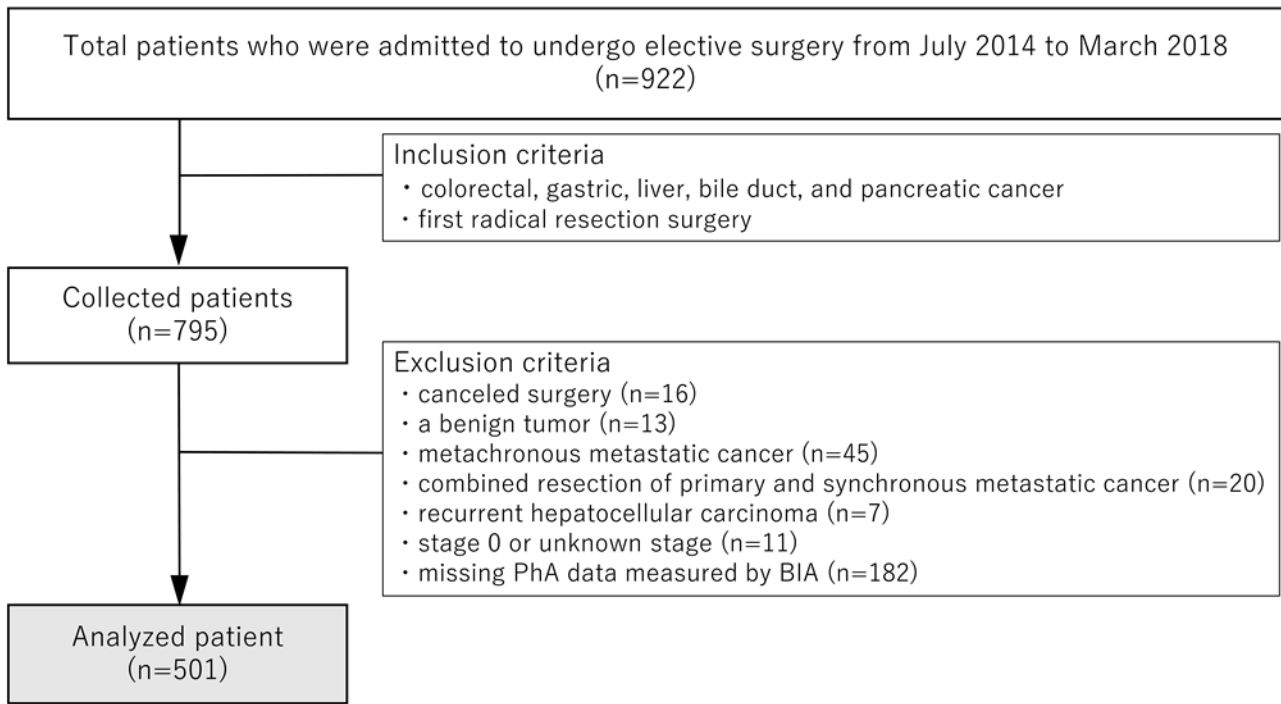 Total patients who were admitted to undergo elective surgery from July 2014 to March 2018
(n=922)
Inclusion criteria
・colorectal, gastric, liver, bile duct, and pancreatic cancer
・first radical resection surgery
Collected patients
(n=795)
Exclusion criteria
・canceled surgery (n=16)
・a benign tumor (n=13)
・metachronous metastatic cancer (n=45)
・combined resection of primary and synchronous metastatic cancer (n=20)
・recurrent hepatocellular carcinoma (n=7)
・stage 0 or unknown stage (n=11)
・missing PhA data measured by BIA (n=182)
Analyzed patient
(n=501)